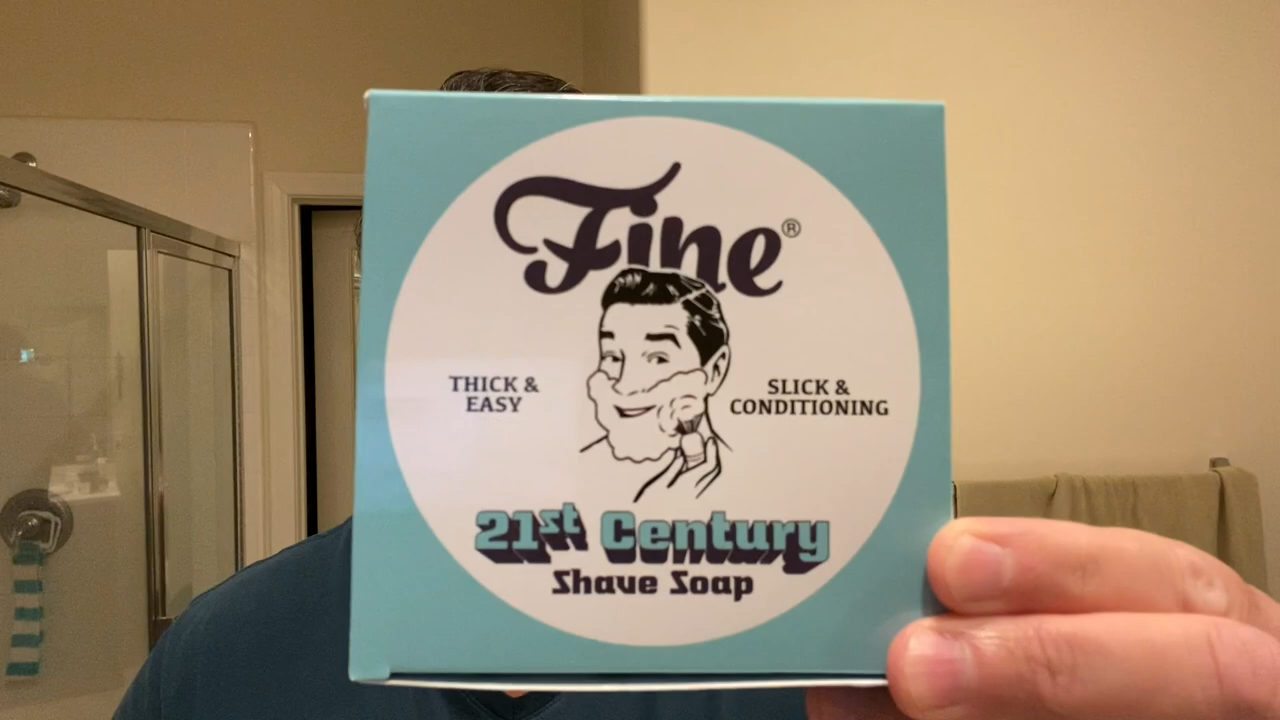 Fine®
THICK &
EASY
SLICK &
CONDITIONING
21st Century
Shave Soap